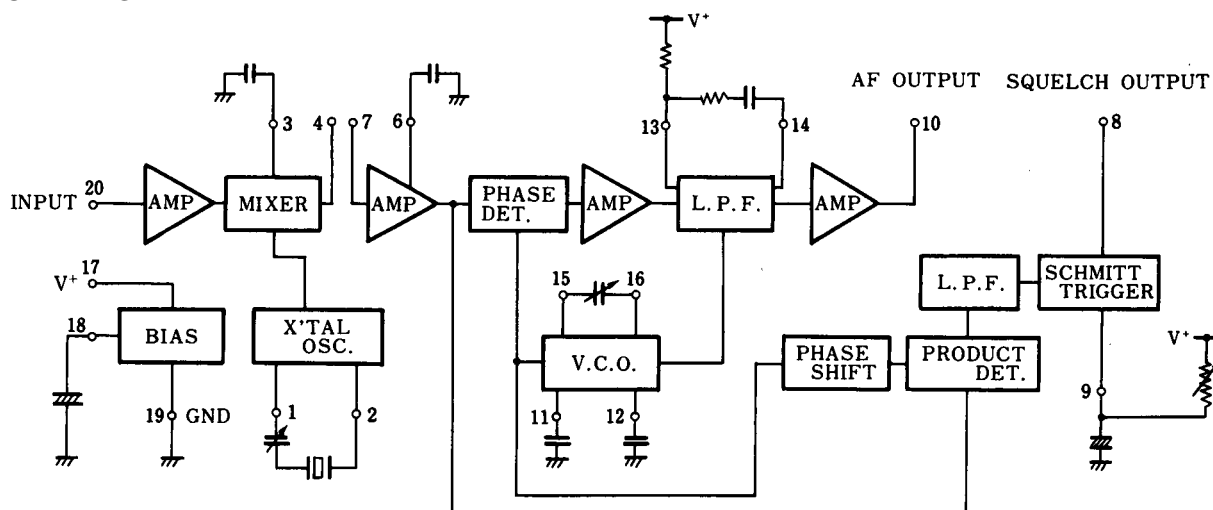 V+
AF OUTPUT
SQUELCH OUTPUT
3
4
7
6
13
14
10
8
INPUT
20
AMP
MIXER
AMP
PHASE
DET.
AMP
L.P.F.
AMP
V+
17
18
BIAS
19
GND
X'TAL
OSC.
1
2
15
16
V.C.O.
11
12
PHASE
SHIFT
L.P.F.
PRODUCT
DET.
SCHMITT
TRIGGER
9
V+